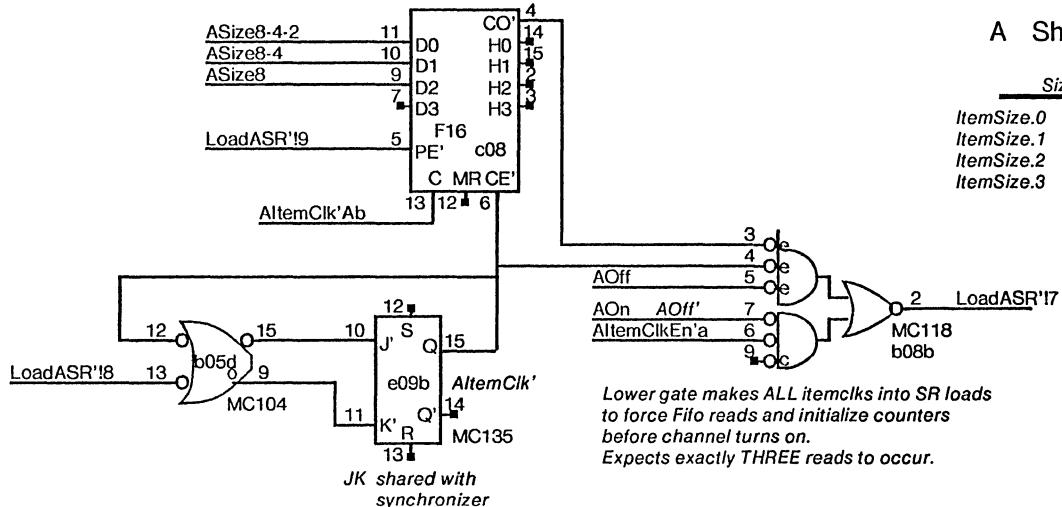 A Sh
Siz
ItemSize.0
ItemSize.1
ItemSize.2
ItemSize.3
ASize8-4-2 11 D0 CO' 4
ASize8-4 10 D1 H0 14
ASize8 9 D2 H1 15
7 D3 H2 2
H3 3
F16
LoadASR'!9 5 PE' c08
C MR CE'
13 12 6
AItemClk'Ab
3 e
4 e
AOff 5 e
AOn AOff' 7
AItemClkEn'a 6
9 c
2 LoadASR'!7
MC118
b08b
12 15
LoadASR'!8 13 b05d 9
MC104
12
10 J' S Q 15
e09b AItemClk'
11 K' Q' 14
R MC135
13
JK shared with
synchronizer
Lower gate makes ALL itemclks into SR loads
to force Fifo reads and initialize counters
before channel turns on.
Expects exactly THREE reads to occur.